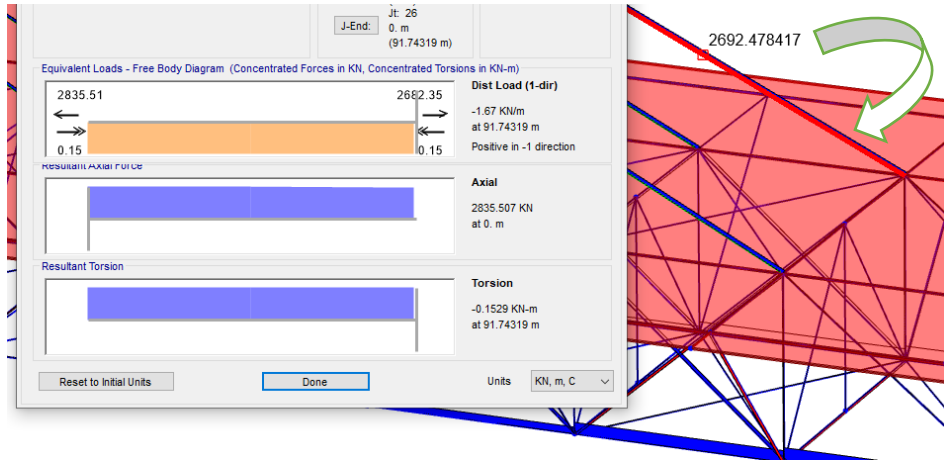 Jt: 26
J-End:
0. m
(91.74319 m)
2692.478417
Equivalent Loads - Free Body Diagram (Concentrated Forces in KN, Concentrated Torsions in KN-m)
2835.51
2682.35
0.15
0.15
Dist Load (1-dir)
-1.67 KN/m
at 91.74319 m
Positive in -1 direction
Resultant Axial Force
Axial
2835.507 KN
at 0. m
Resultant Torsion
Torsion
-0.1529 KN-m
at 91.74319 m
Reset to Initial Units
Done
Units
KN, m, C